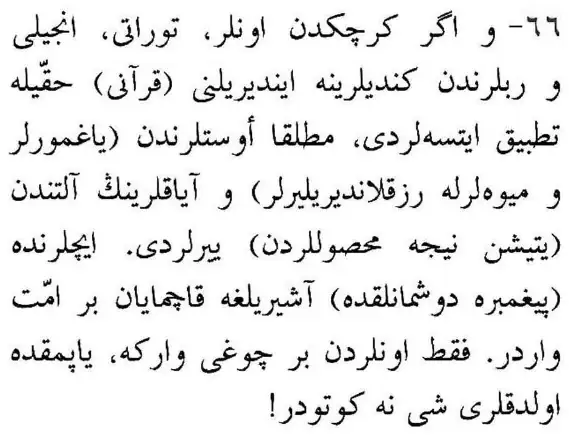 ٦٦- و اگر كرچكدن اونلر، توراتى، انجيلى
و ربلرندن كنديلرينه اينديريلنى (قرآنى) حقّيله
تطبيق ايتسه‌لردى، مطلقا أوستلرندن (ياغمورلر
و ميوه‌لرله رزقلانديريليرلر) و آياقلرينڭ آلتندن
(يتيشن نيجه محصوللردن) ييرلردى. ايچلرنده
(پيغمبره دوشمانلقده) آشيريلغه قاچمايان بر امّت
واردر. فقط اونلردن بر چوغى واركه، ياپمقده
اولدقلرى شى نه كوتودر!